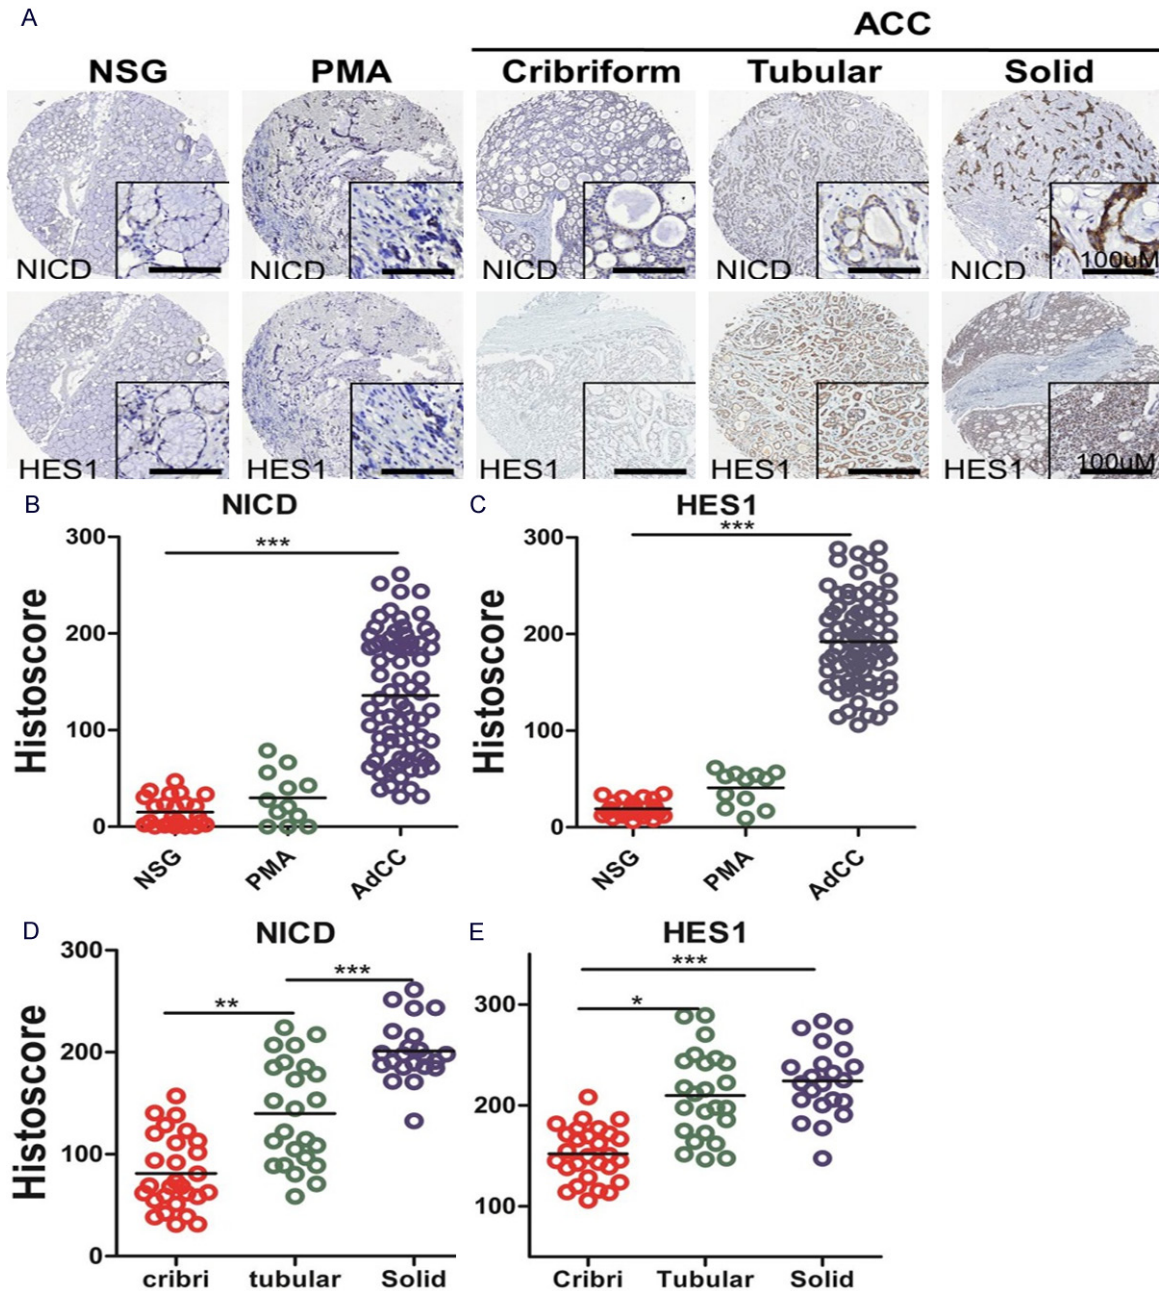 A
ACC
NSG PMA Cribriform Tubular Solid
NICD NICD NICD NICD NICD 100uM
HES1 HES1 HES1 HES1 HES1 100uM
B NICD C HES1
*** ***
300 300
200 200
100 100
0 0
Histoscore Histoscore
NSG PMA AdCC NSG PMA AdCC
D NICD E HES1
300 *** ***
** * 300
200 200
100 100
0
Histoscore
cribri tubular Solid Cribri Tubular Solid